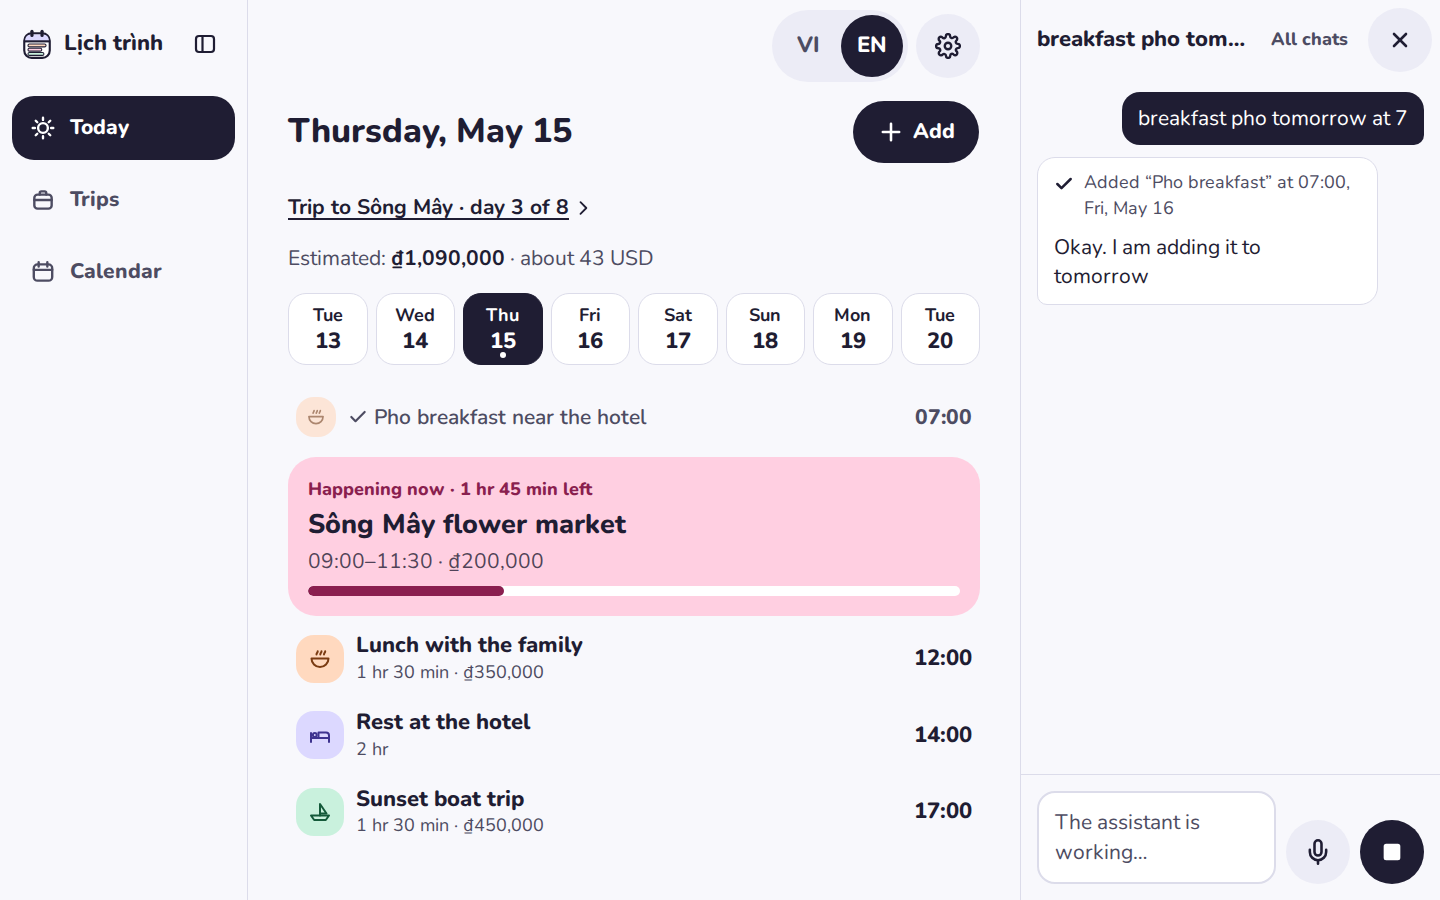 Lịch trình
Today
Trips
Calendar
VI
EN
Thursday, May 15
Add
Trip to Sông Mây · day 3 of 8
Estimated: ₫1,090,000 · about 43 USD
Tue
13
Wed
14
Thu
15
Fri
16
Sat
17
Sun
18
Mon
19
Tue
20
Pho breakfast near the hotel
07:00
Happening now · 1 hr 45 min left
Sông Mây flower market
09:00–11:30 · ₫200,000
Lunch with the family
1 hr 30 min · ₫350,000
12:00
Rest at the hotel
2 hr
14:00
Sunset boat trip
1 hr 30 min · ₫450,000
17:00
breakfast pho tom...
All chats
breakfast pho tomorrow at 7
Added “Pho breakfast” at 07:00,
Fri, May 16
Okay. I am adding it to
tomorrow
The assistant is
working...